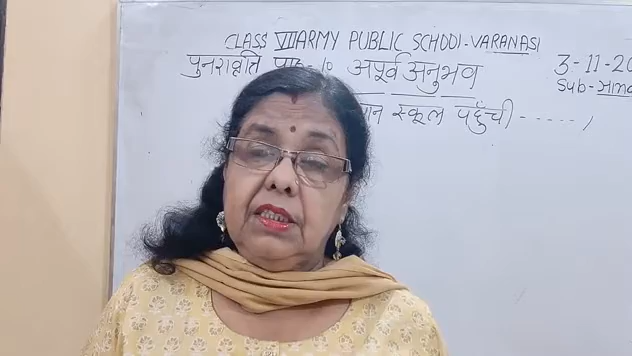 CLASS VII ARMY PUBLIC SCHOOL-VARANASI
पुनरावृत्ति पाठ-10 अपूर्व अनुभव
3-11-20
Sub-
स्कूल पहुँची -----/